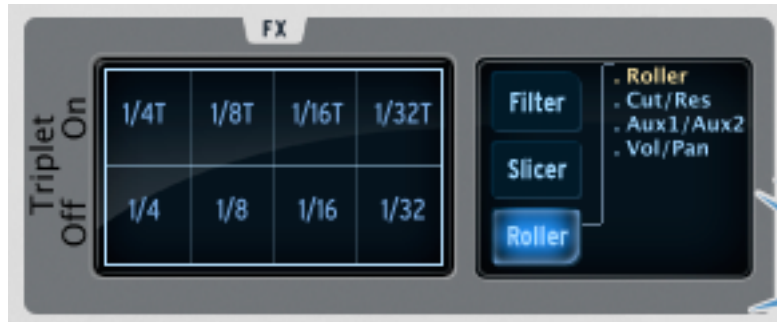 FX
Triplet
On
Off
1/4T 1/8T 1/16T 1/32T
1/4 1/8 1/16 1/32
Filter
Slicer
Roller
. Roller
. Cut/Res
. Aux1/Aux2
. Vol/Pan